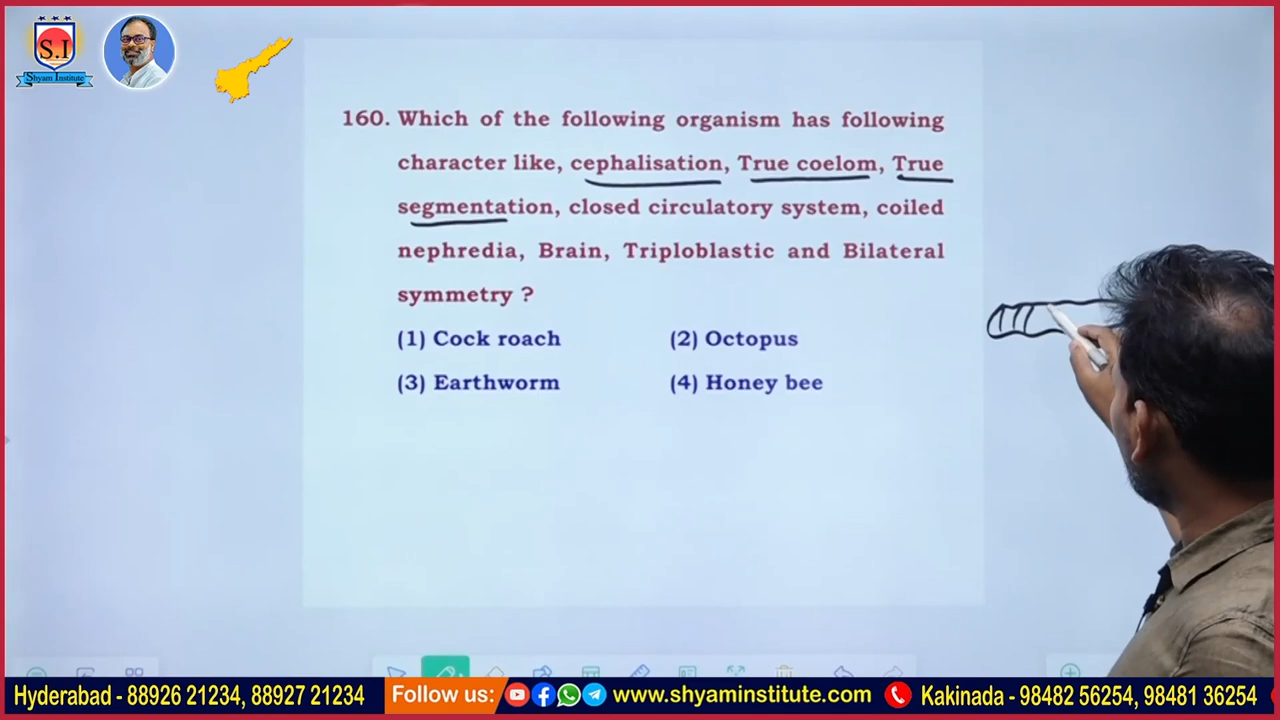 S.I
Shyam Institute
160. Which of the following organism has following
character like, cephalisation, True coelom, True
segmentation, closed circulatory system, coiled
nephredia, Brain, Triploblastic and Bilateral
symmetry ?
(1) Cock roach (2) Octopus
(3) Earthworm (4) Honey bee
Hyderabad - 88926 21234, 88927 21234 Follow us: www.shyaminstitute.com Kakinada - 98482 56254, 98481 36254